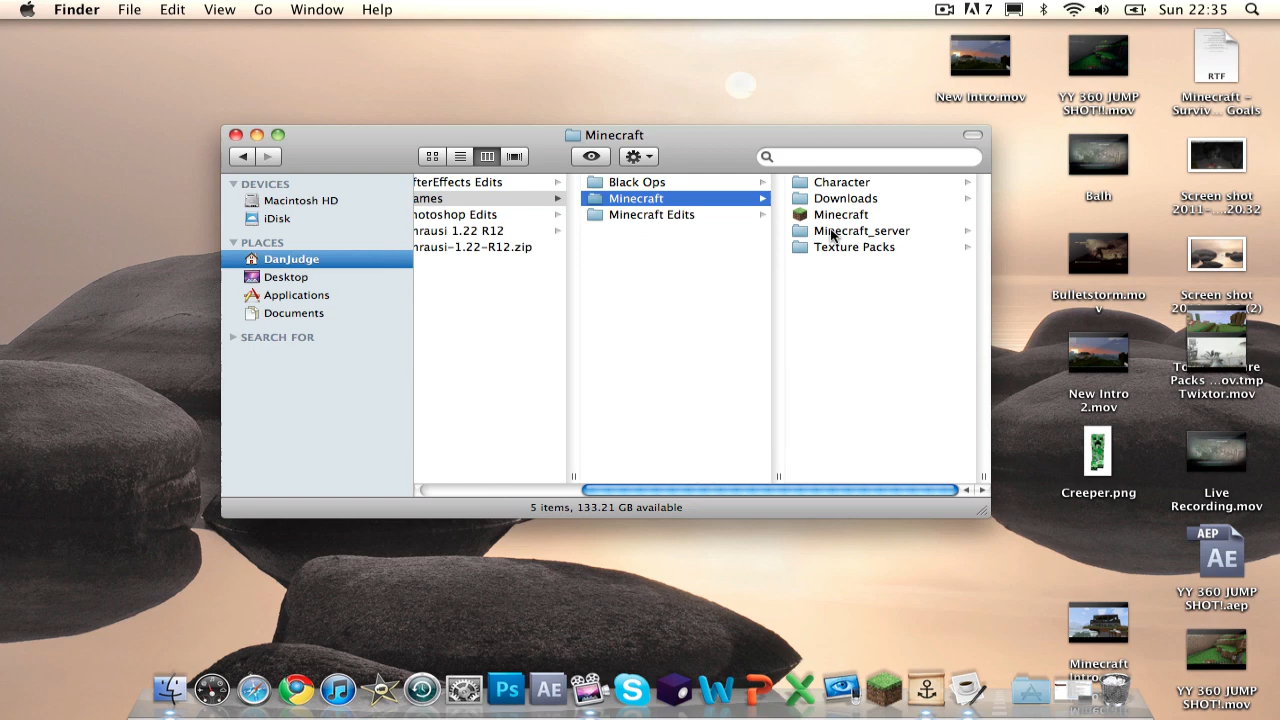 Finder File Edit View Go Window Help
7 Sun 22:35
Minecraft
DEVICES
Macintosh HD
iDisk
PLACES
DanJudge
Desktop
Applications
Documents
SEARCH FOR
fterEffects Edits
ames
hotoshop Edits
nrausi 1.22 R12
nrausi-1.22-R12.zip
Black Ops
Minecraft
Minecraft Edits
Character
Downloads
Minecraft
Minecraft_server
Texture Packs
5 items, 133.21 GB available
New Intro.mov
YY 360 JUMP
SHOT!.mov
RTF
Minecraft –
Surviv ... Goals
Balh
Screen shot
2011-....20.32
Bulletstorm.mo
v
Screen shot
New Intro
2.mov
Packs ...ov.tmp
Twixtor.mov
Creeper.png
Live
Recording.mov
AEP
AE
YY 360 JUMP
SHOT!.aep
Minecraft
YY 360 JUMP
SHOT!.mov
Ps
AE